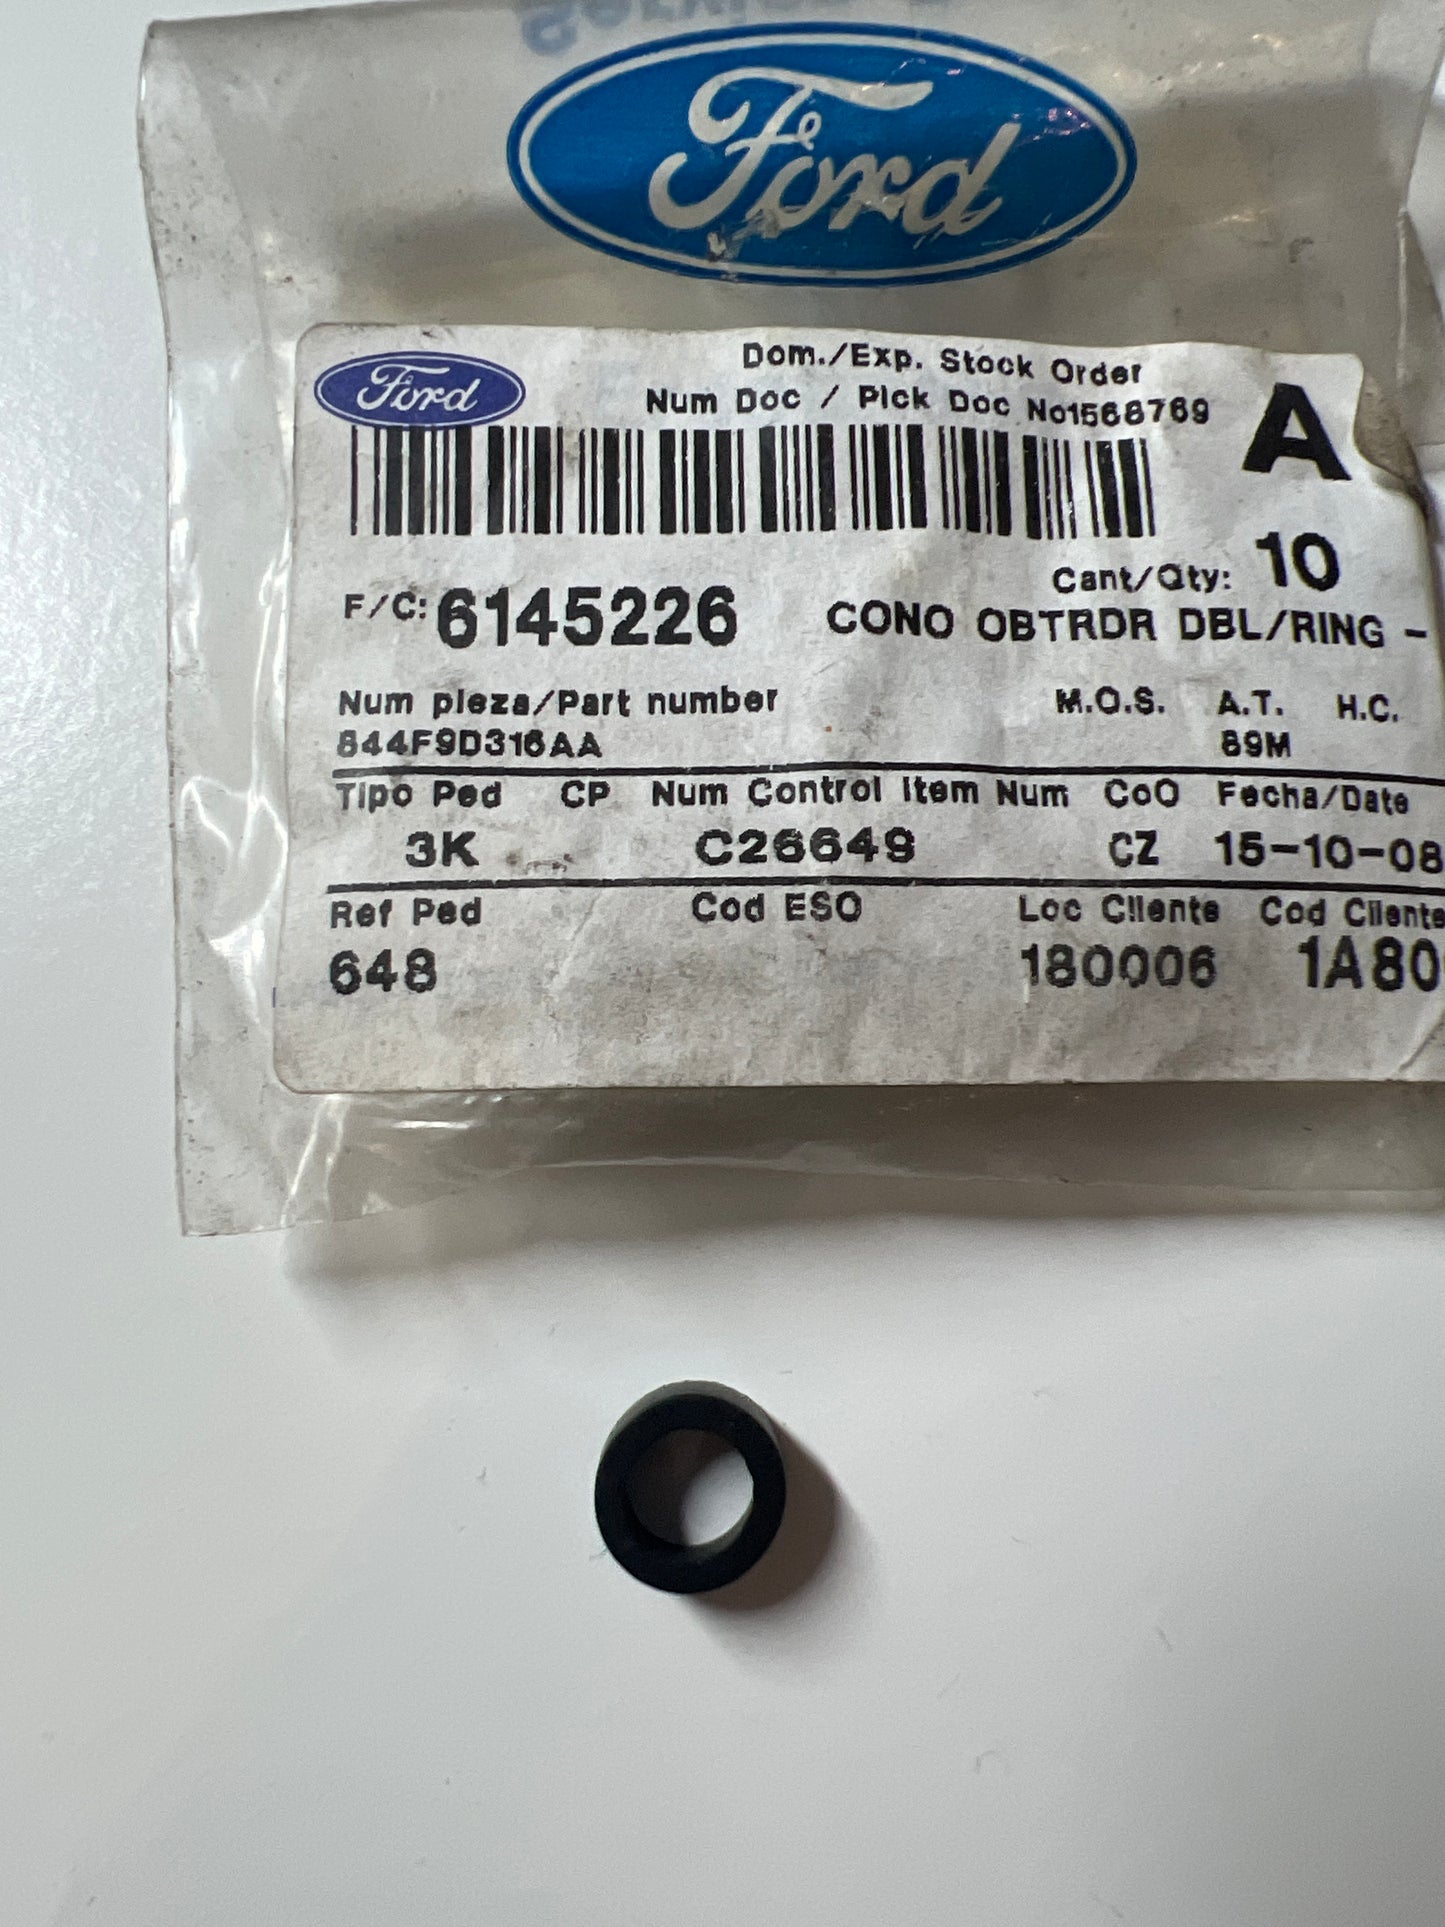 Ford
Ford
Dom./Exp. Stock Order
Num Doc / Pick Doc No1568769
A
Cant/Qty: 10
F/C: 6145226
CONO OBTRDR DBL/RING -
Num pieza/Part number
M.O.S. A.T. H.C.
844F9D316AA
89M
Tipo Ped CP Num Control Item Num CoO Fecha/Date
3K C26649 CZ 15-10-08
Ref Ped Cod ESO Loc Cliente Cod Cliente
648 180006 1A80